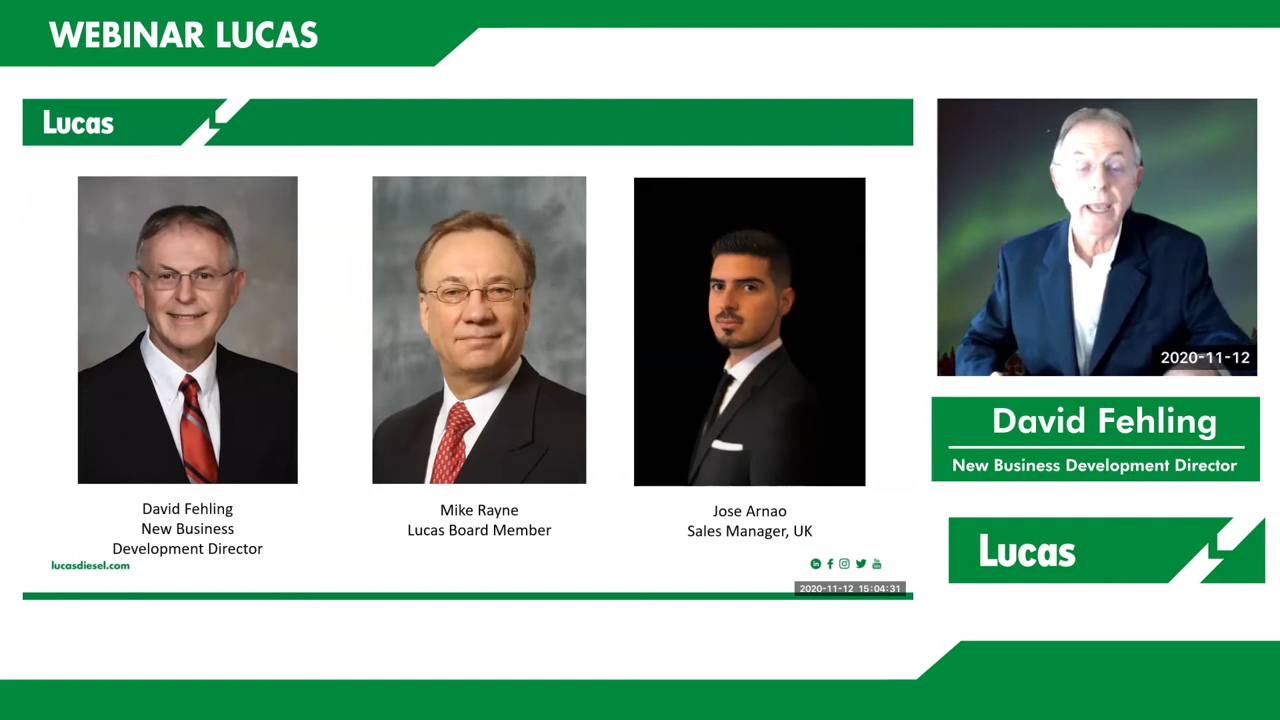 WEBINAR LUCAS
Lucas
David Fehling
New Business
Development Director
Mike Rayne
Lucas Board Member
Jose Arnao
Sales Manager, UK
lucasdiesel.com
2020-11-12 15:04:31
2020-11-12
David Fehling
New Business Development Director
Lucas